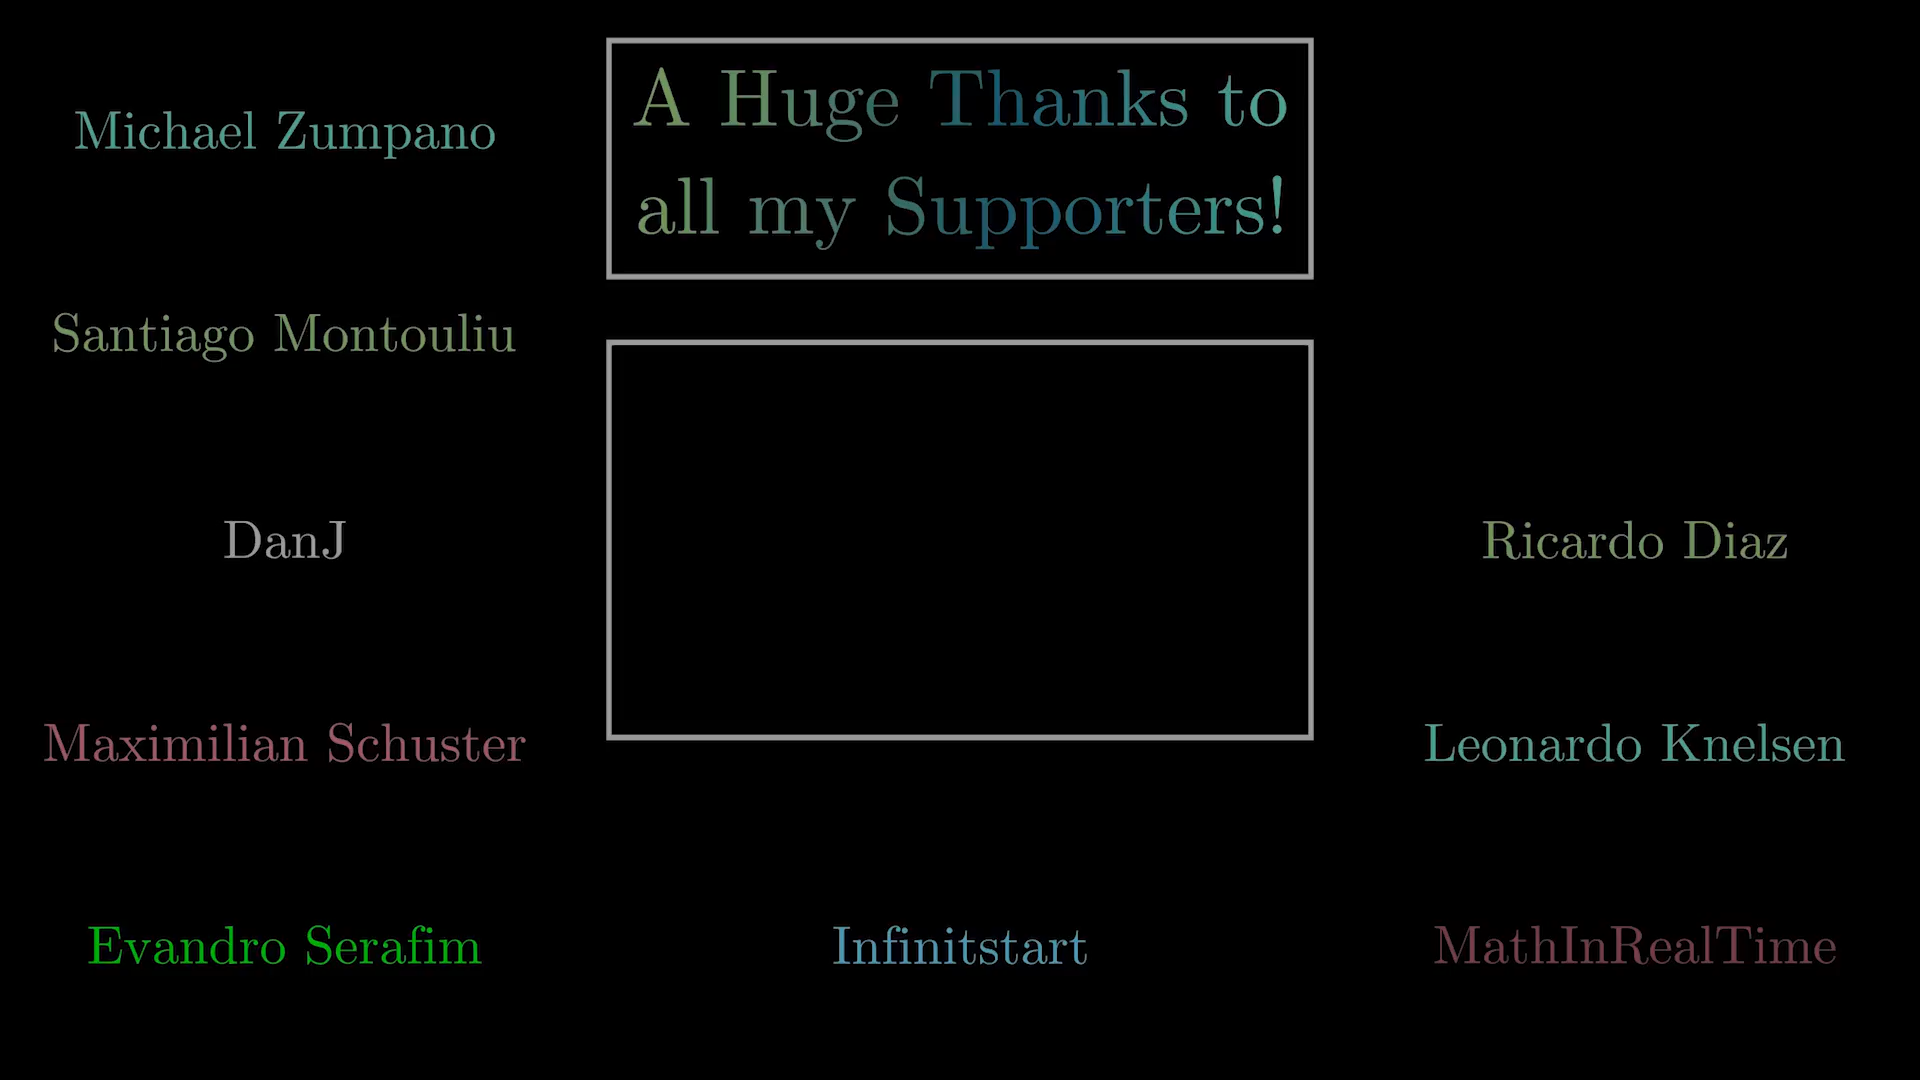 A Huge Thanks to
all my Supporters!
Michael Zumpano
Santiago Montouliu
DanJ
Maximilian Schuster
Evandro Serafim
Infinitstart
Ricardo Diaz
Leonardo Knelsen
MathInRealTime